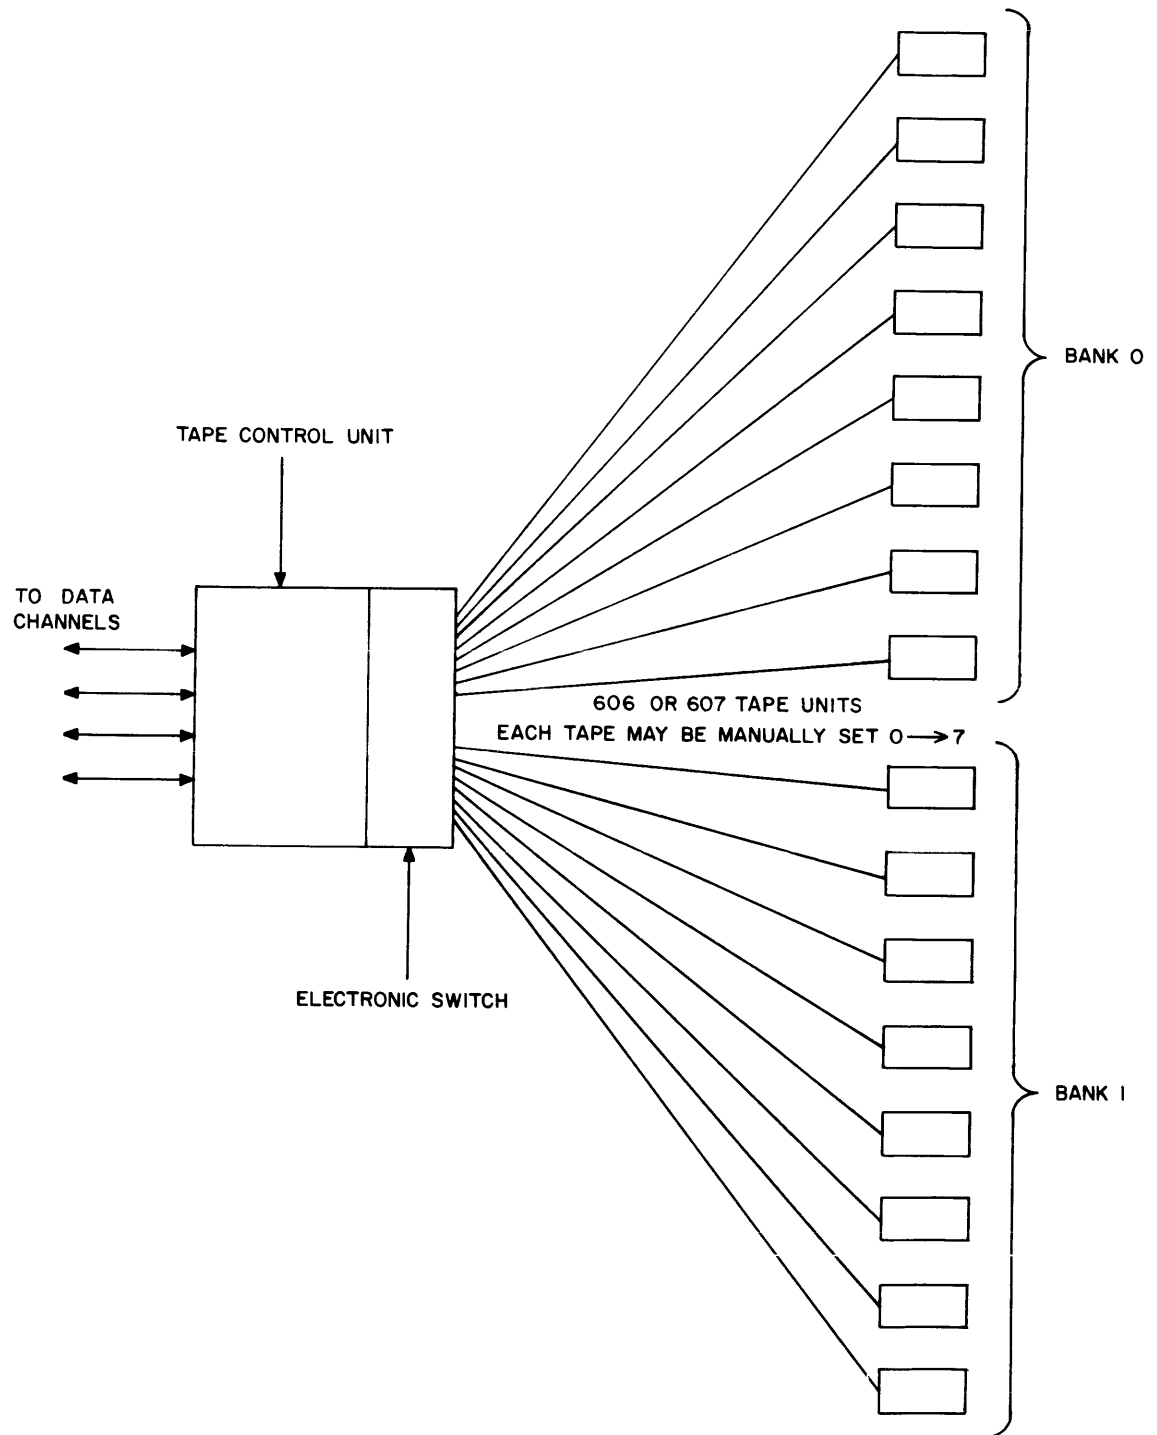 BANK 0
TAPE CONTROL UNIT
TO DATA
CHANNELS
606 OR 607 TAPE UNITS
EACH TAPE MAY BE MANUALLY SET 0→7
ELECTRONIC SWITCH
BANK 1